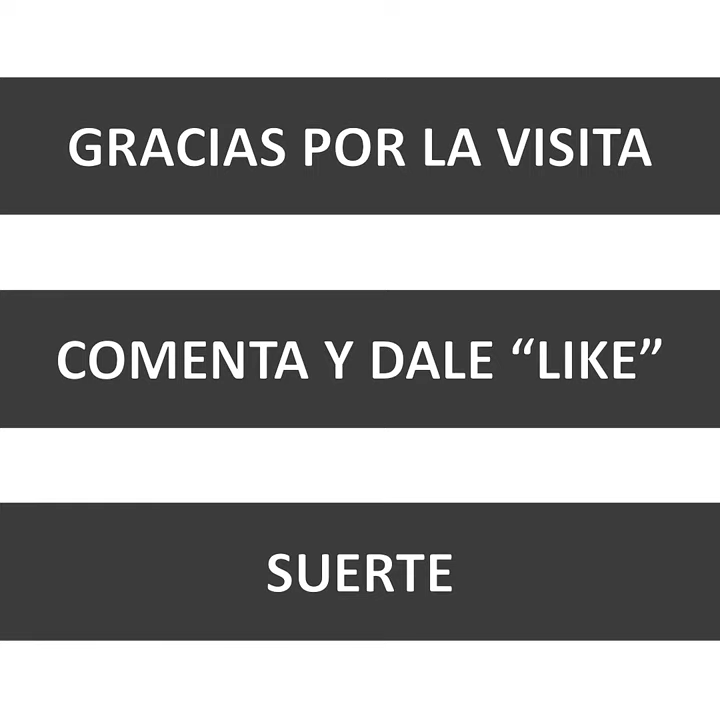 GRACIAS POR LA VISITA
COMENTA Y DALE “LIKE”
SUERTE